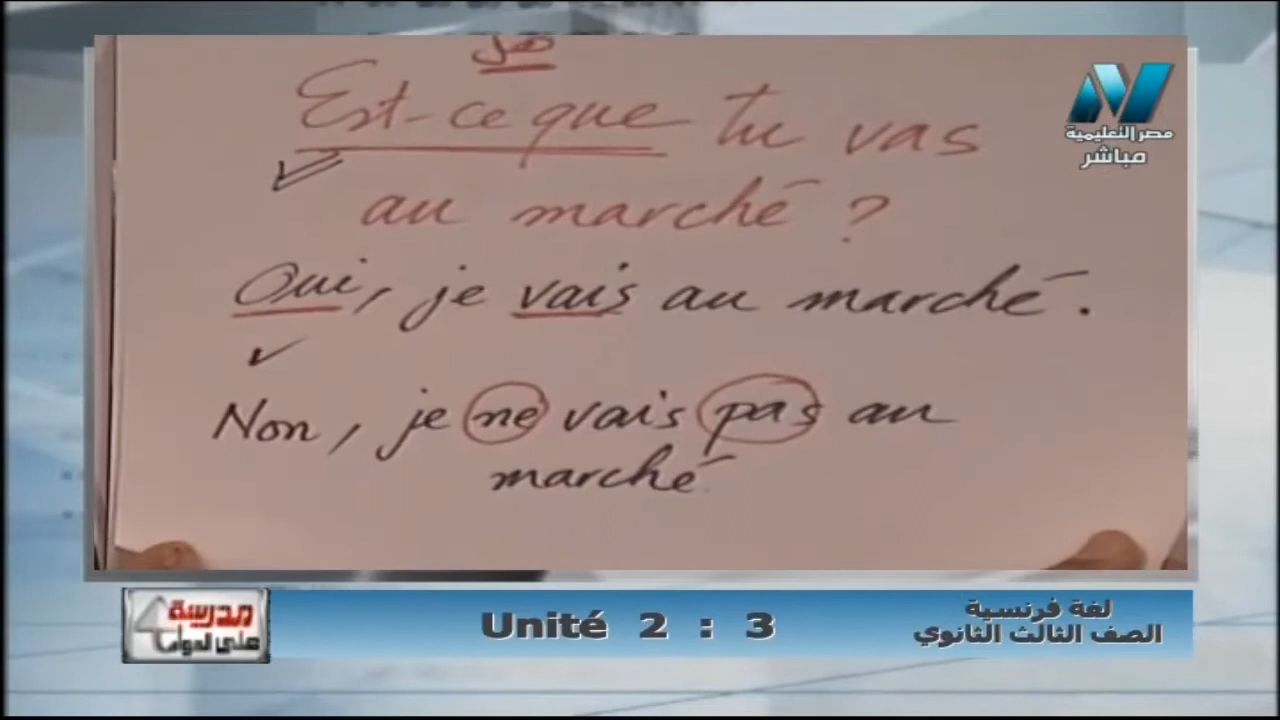 هل
Est-ce que tu vas
au marché ?
Oui, je vais au marché.
Non, je ne vais pas au
marché.
مصر التعليمية
مباشر
مدرسة
على الهواء
Unité 2 : 3
لغة فرنسية
الصف الثالث الثانوي